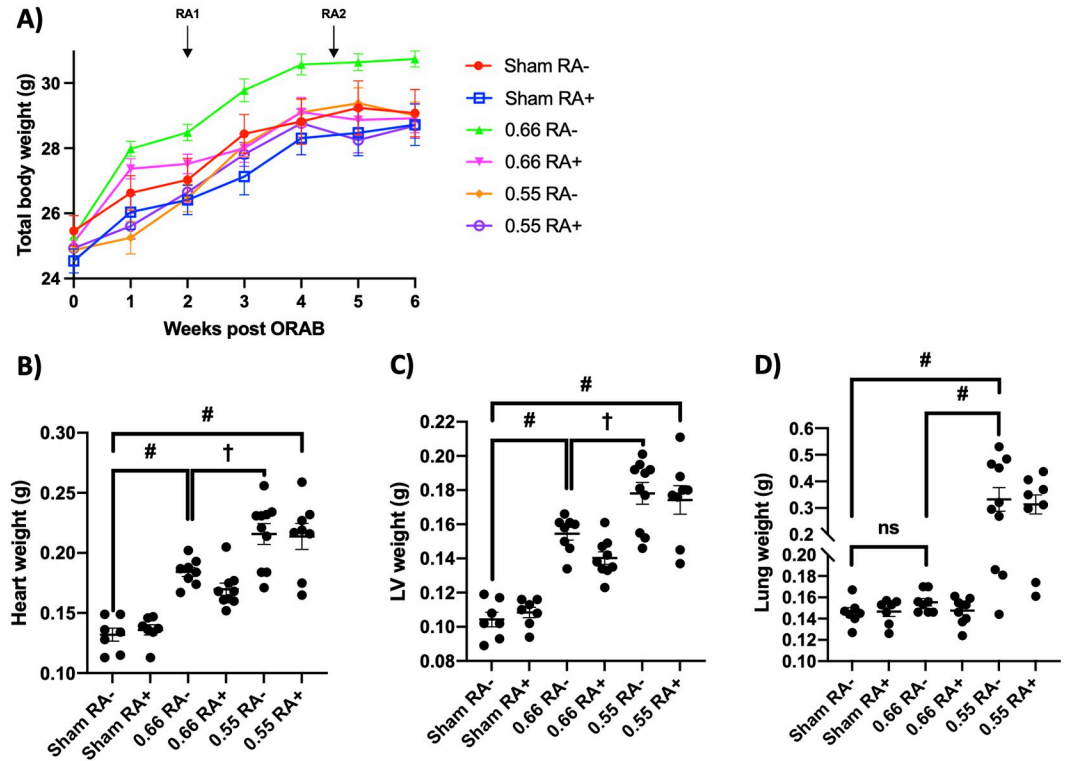 A)
RA1
RA2
Total body weight (g)
30
28
26
24
0 1 2 3 4 5 6
Weeks post ORAB
Sham RA-
Sham RA+
0.66 RA-
0.66 RA+
0.55 RA-
0.55 RA+
B)
#
# †
Heart weight (g)
0.30
0.25
0.20
0.15
0.10
Sham RA-
Sham RA+
0.66 RA-
0.66 RA+
0.55 RA-
0.55 RA+
C)
#
# †
LV weight (g)
0.22
0.20
0.18
0.16
0.14
0.12
0.10
0.08
Sham RA-
Sham RA+
0.66 RA-
0.66 RA+
0.55 RA-
0.55 RA+
D)
#
#
ns
Lung weight (g)
0.6
0.5
0.4
0.3
0.2
0.20
0.18
0.16
0.14
0.12
0.10
Sham RA-
Sham RA+
0.66 RA-
0.66 RA+
0.55 RA-
0.55 RA+